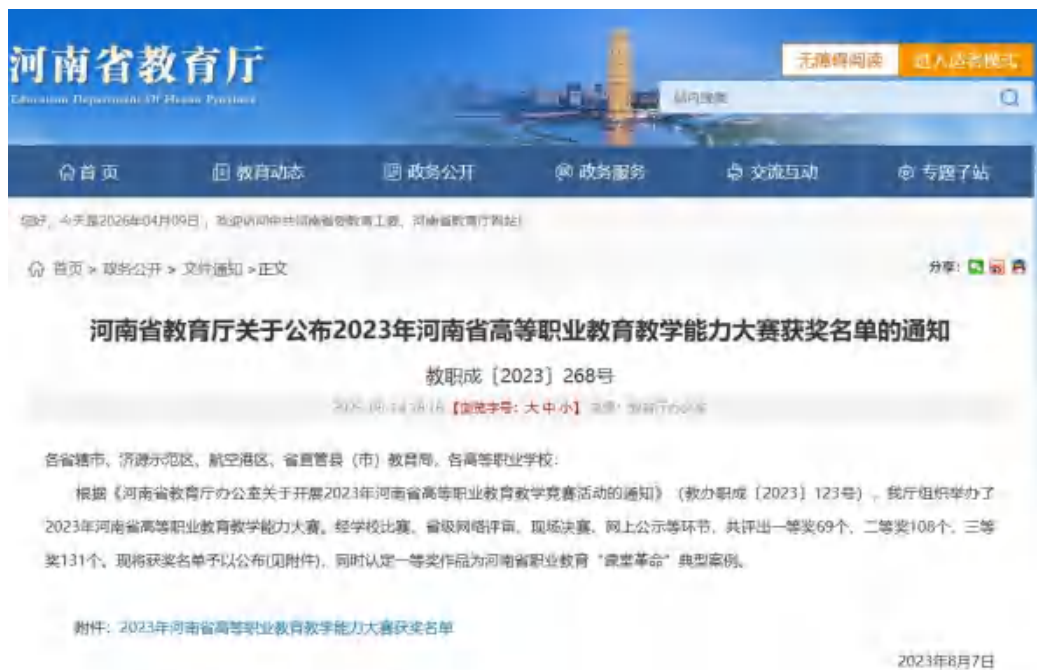 河南省教育厅
Education Department Of Henan Province
无障碍阅读 进入适老模式
站内搜索
首页 教育动态 政务公开 政务服务 交流互动 专题子站
您好，今天是2026年04月09日，欢迎访问中共河南省委教育工委、河南省教育厅网站！
首页 > 政务公开 > 文件通知 > 正文
分享：
河南省教育厅关于公布2023年河南省高等职业教育教学能力大赛获奖名单的通知
教职成〔2023〕268号
【浏览字号：大 中 小】
各省辖市、济源示范区、航空港区、省直管县（市）教育局，各高等职业学校：
根据《河南省教育厅办公室关于开展2023年河南省高等职业教育教学竞赛活动的通知》（教办职成〔2023〕123号），我厅组织举办了
2023年河南省高等职业教育教学能力大赛。经学校比赛、省级网络评审、现场决赛、网上公示等环节，共评出一等奖69个、二等奖108个、三等
奖131个。现将获奖名单予以公布(见附件)，同时认定一等奖作品为河南省职业教育“课堂革命”典型案例。
附件：2023年河南省高等职业教育教学能力大赛获奖名单
2023年8月7日